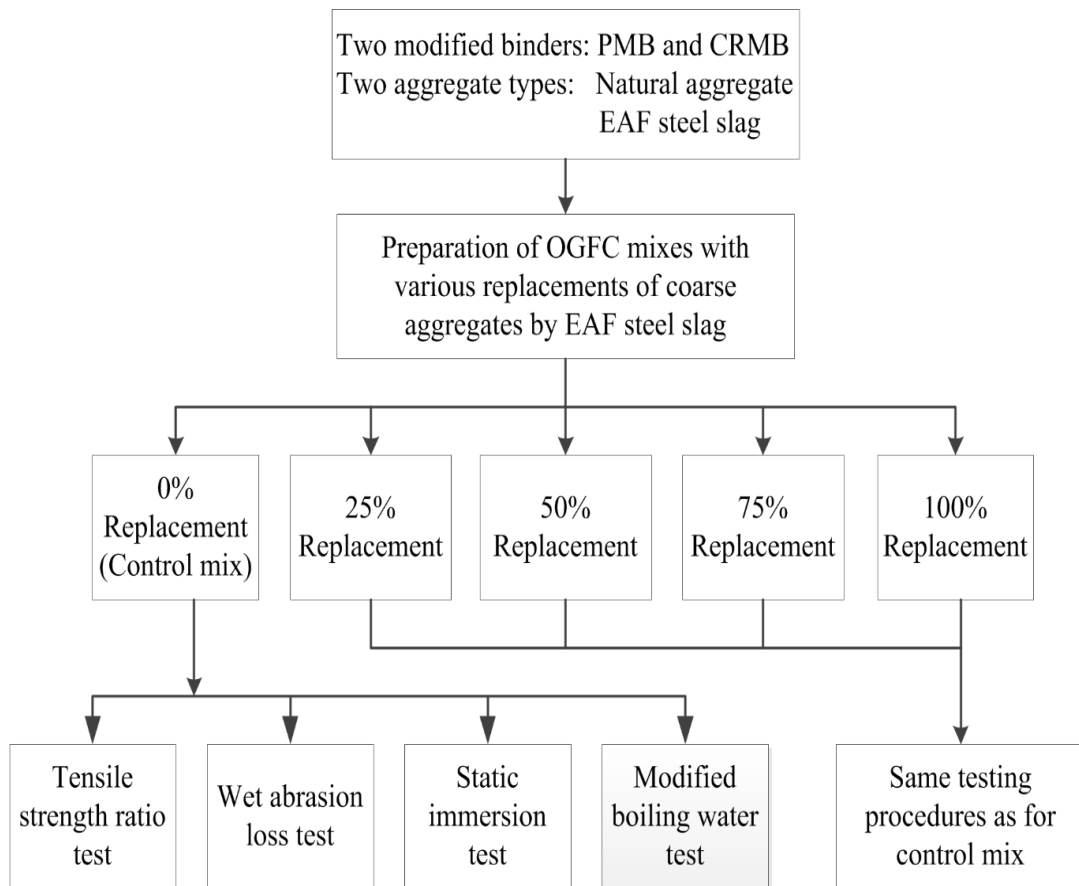 Two modified binders: PMB and CRMB
Two aggregate types: Natural aggregate
EAF steel slag
Preparation of OGFC mixes with
various replacements of coarse
aggregates by EAF steel slag
0%
Replacement
(Control mix)
25%
Replacement
50%
Replacement
75%
Replacement
100%
Replacement
Tensile
strength ratio
test
Wet abrasion
loss test
Static
immersion
test
Modified
boiling water
test
Same testing
procedures as for
control mix